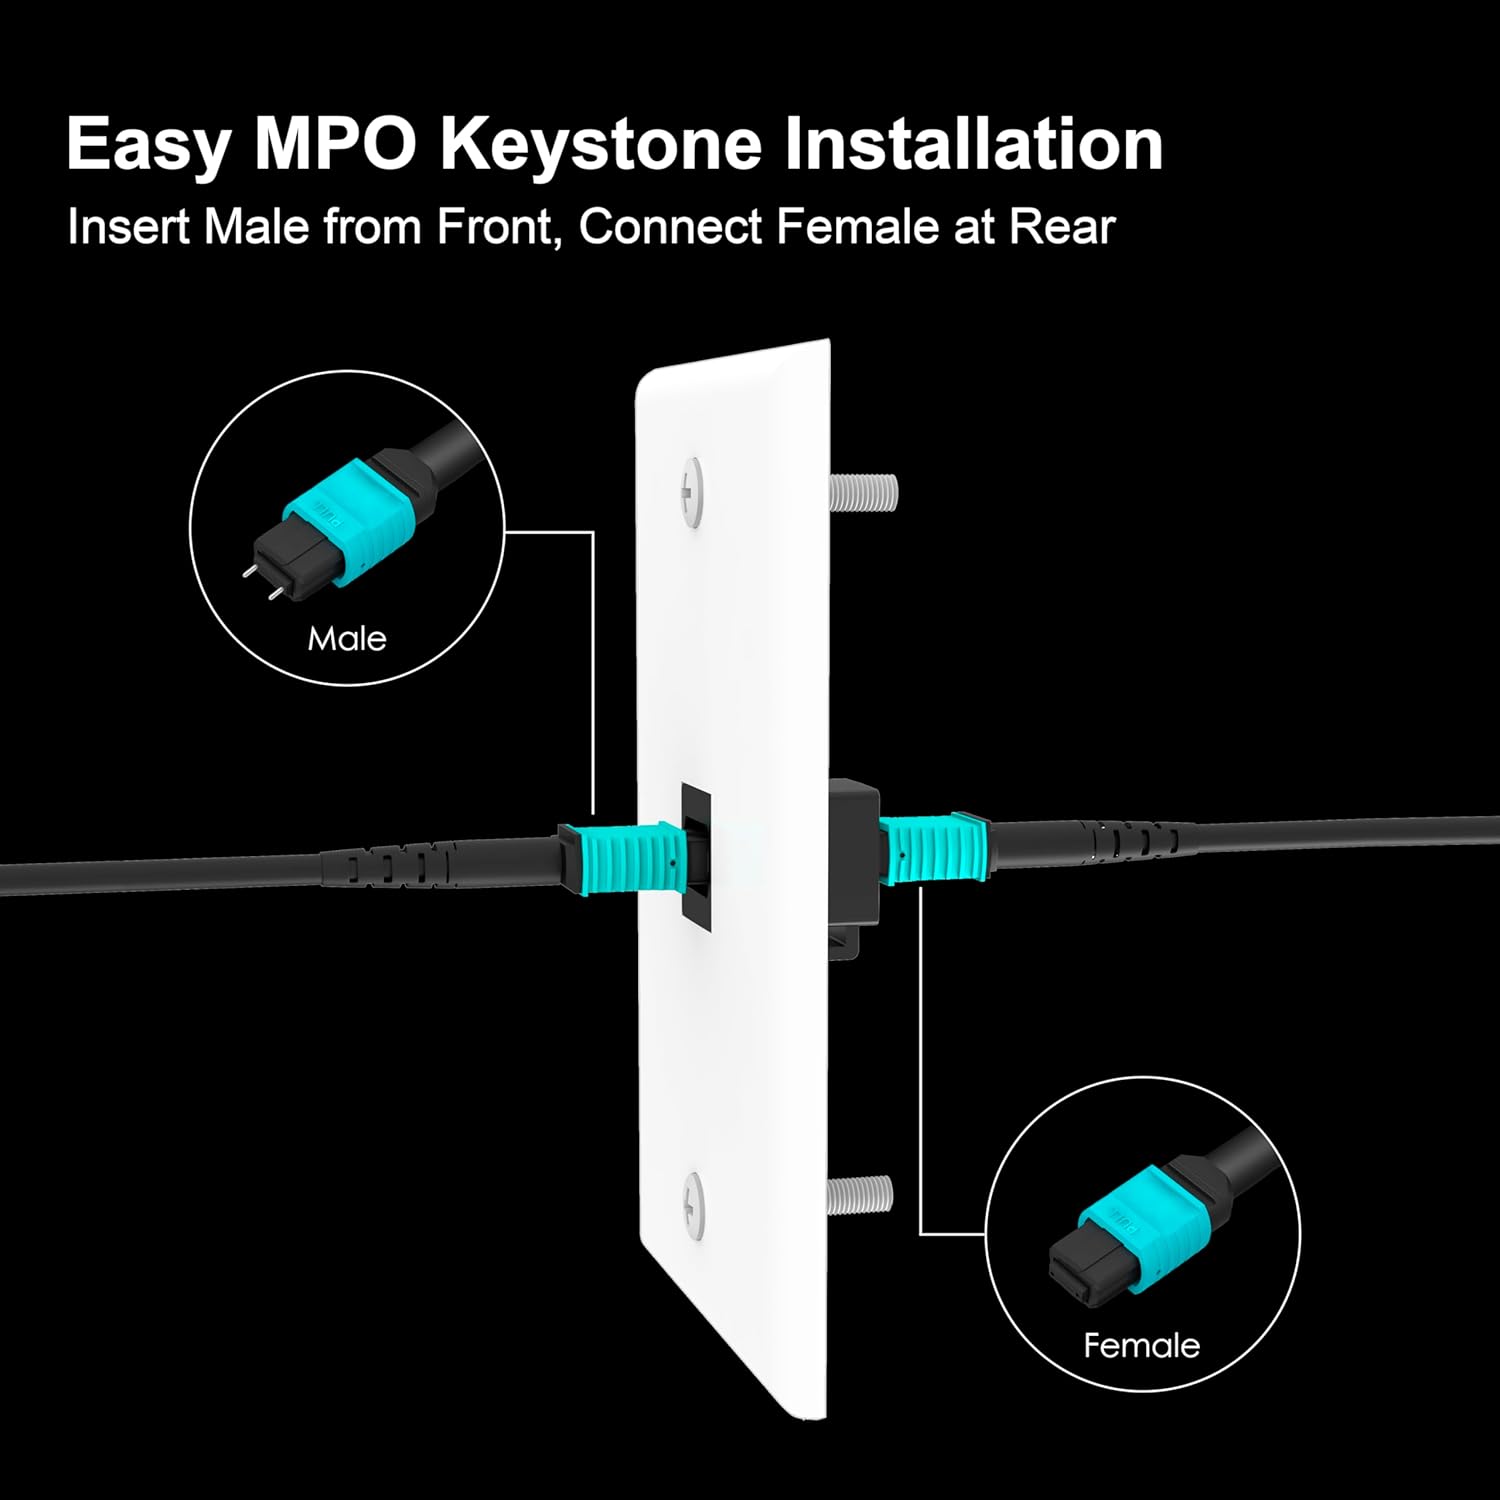 Easy MPO Keystone Installation
Insert Male from Front, Connect Female at Rear
Male
Female